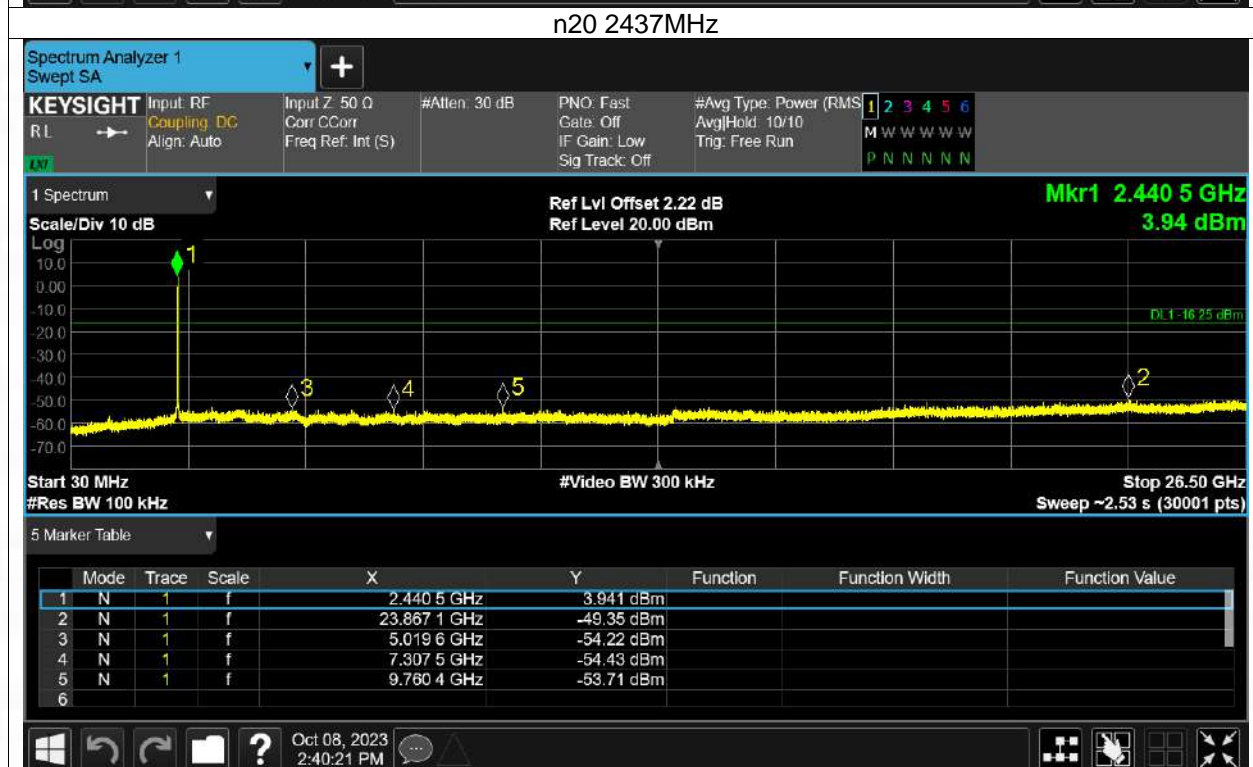 n20 2437MHz
Spectrum Analyzer 1
Swept SA
+
KEYSIGHT
RL
LXI
Input: RF
Coupling: DC
Align: Auto
Input Z: 50 Ω
Corr CCorr
Freq Ref: Int (S)
#Atten: 30 dB
PNO: Fast
Gate: Off
IF Gain: Low
Sig Track: Off
#Avg Type: Power (RMS
Avg|Hold: 10/10
Trig: Free Run
1 2 3 4 5 6
M W W W W W
P N N N N N
1 Spectrum
Scale/Div 10 dB
Ref Lvl Offset 2.22 dB
Ref Level 20.00 dBm
Mkr1 2.440 5 GHz
3.94 dBm
Log
10.0
0.00
-10.0
-20.0
-30.0
-40.0
-50.0
-60.0
-70.0
1
3
4
5
2
DL1 -16.25 dBm
Start 30 MHz
#Res BW 100 kHz
#Video BW 300 kHz
Stop 26.50 GHz
Sweep ~2.53 s (30001 pts)
5 Marker Table
Mode Trace Scale X Y Function Function Width Function Value
1 N 1 f 2.440 5 GHz 3.941 dBm
2 N 1 f 23.867 1 GHz -49.35 dBm
3 N 1 f 5.019 6 GHz -54.22 dBm
4 N 1 f 7.307 5 GHz -54.43 dBm
5 N 1 f 9.760 4 GHz -53.71 dBm
6
?
Oct 08, 2023
2:40:21 PM